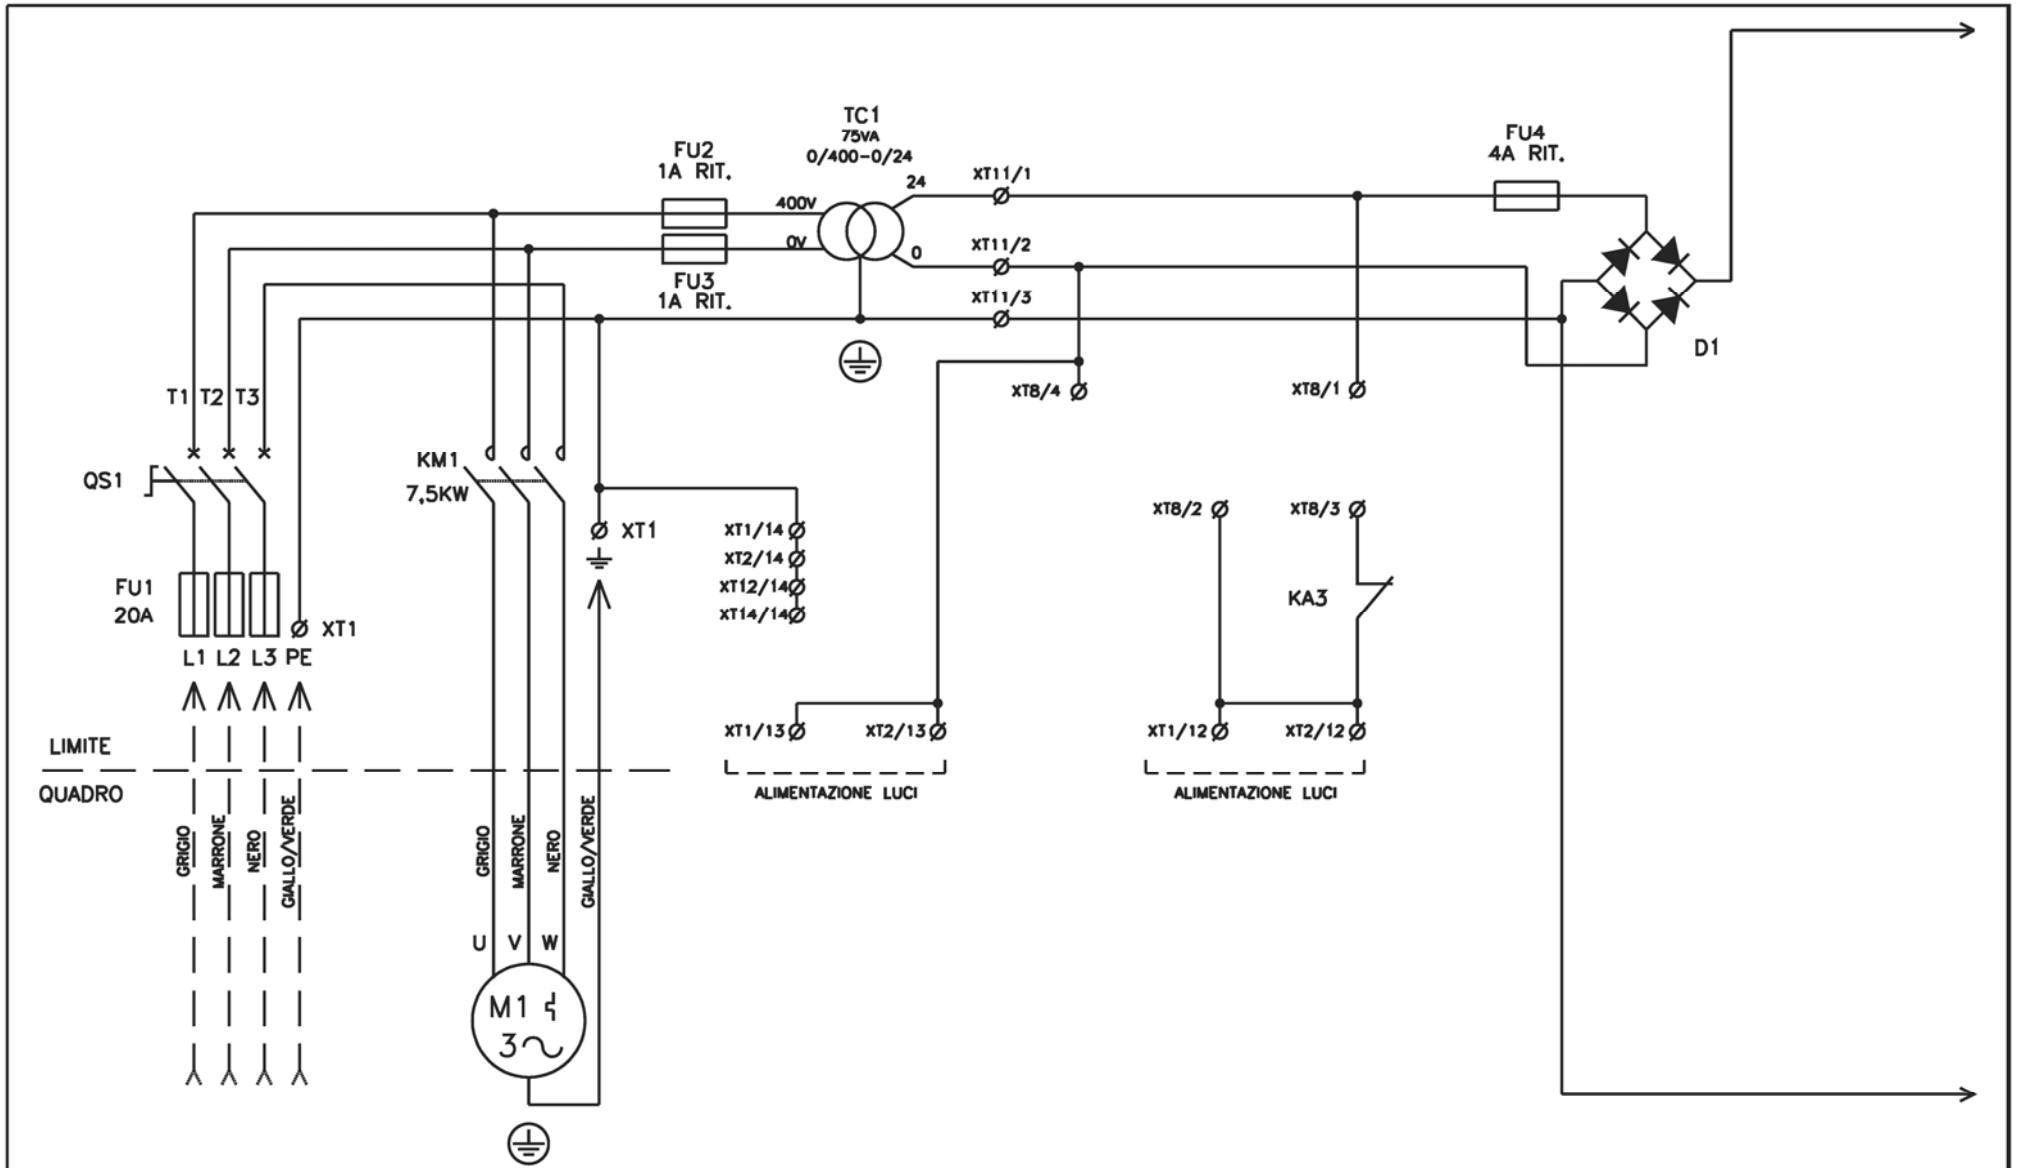 TC1
75VA
0/400-0/24
FU2
1A RIT.
FU4
4A RIT.
XT11/1
24
400V
0V
0
XT11/2
FU3
1A RIT.
XT11/3
D1
T1 T2 T3
XT8/4
XT8/1
KM1
7,5KW
QS1
XT8/2
XT8/3
XT1
XT1/14
XT2/14
XT12/14
XT14/14
FU1
20A
KA3
XT1
L1 L2 L3 PE
XT1/13
XT2/13
XT1/12
XT2/12
LIMITE
QUADRO
ALIMENTAZIONE LUCI
ALIMENTAZIONE LUCI
GRIGIO
MARRONE
NERO
GIALLO/VERDE
GRIGIO
MARRONE
NERO
GIALLO/VERDE
U V W
M1
3